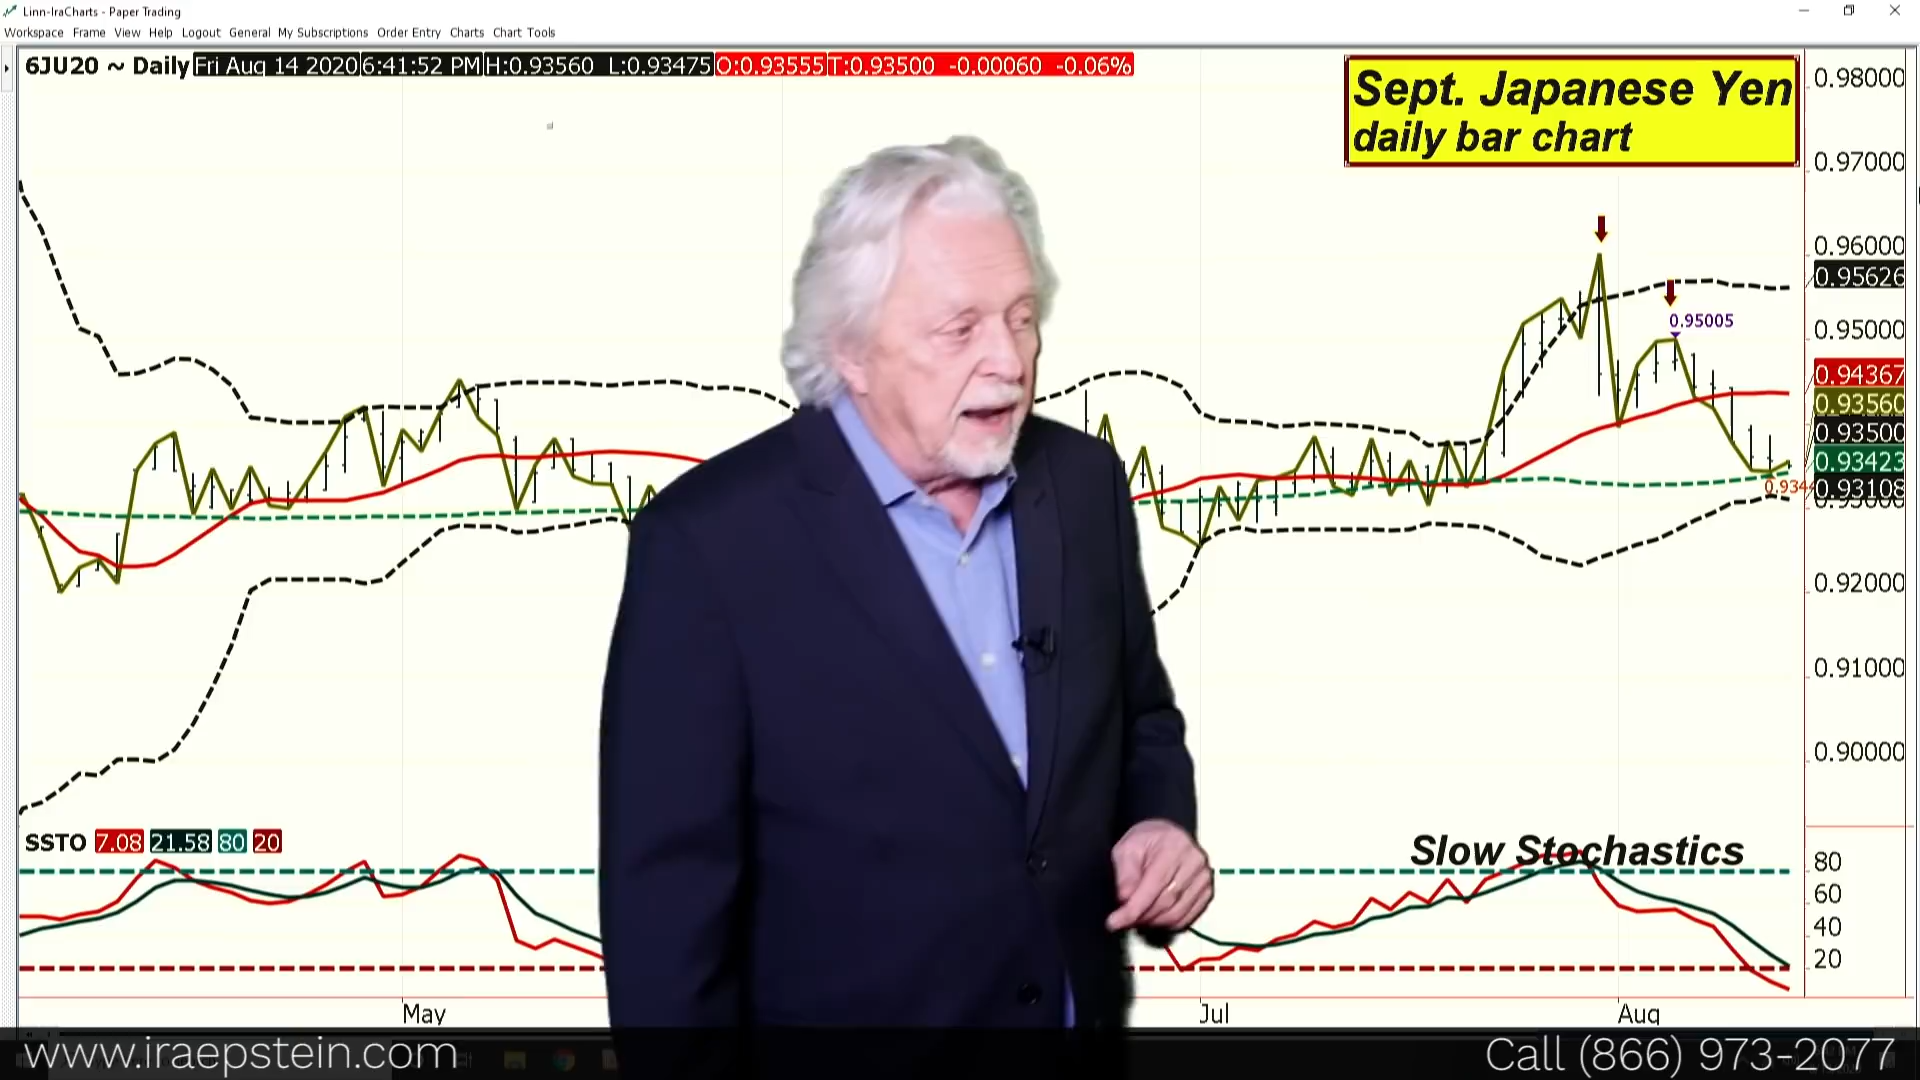 Linn-IraCharts - Paper Trading
Workspace Frame View Help Logout General My Subscriptions Order Entry Charts Chart Tools
6JU20 ~ Daily Fri Aug 14 2020 6:41:52 PM H:0.93560 L:0.93475 O:0.93555 T:0.93500 -0.00060 -0.06%
Sept. Japanese Yen
daily bar chart
0.98000
0.97000
0.96000
0.95626
0.95005
0.95000
0.94367
0.93560
0.93500
0.93423
0.93108
0.93000
0.92000
0.91000
0.90000
SSTO 7.08 21.58 80 20
Slow Stochastics
80
60
40
20
May
Jul
Aug
www.iraepstein.com
Call (866) 973-2077